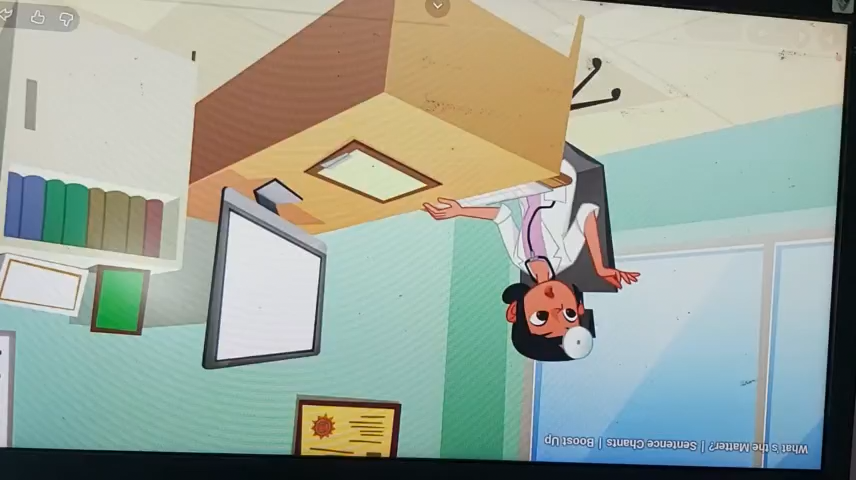 What's the Matter? | Sentence Chants | Boost Up